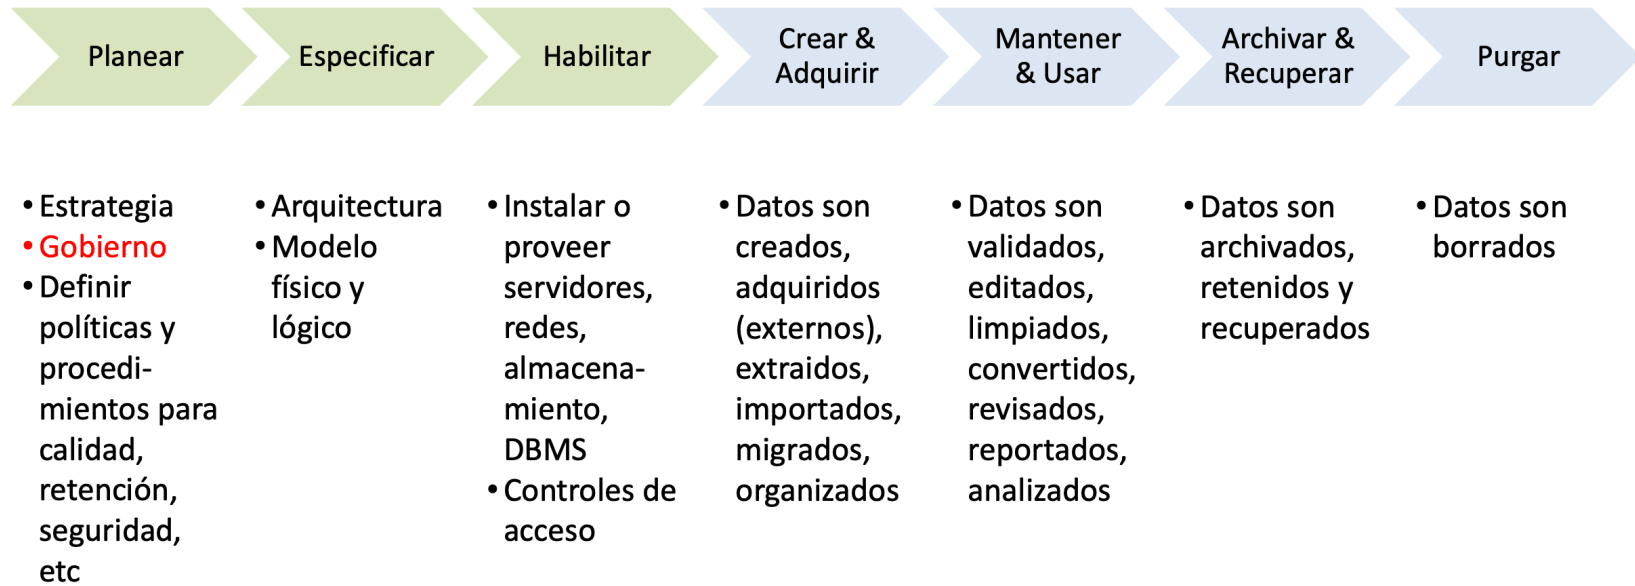 Planear
Especificar
Habilitar
Crear &
Adquirir
Mantener
& Usar
Archivar &
Recuperar
Purgar
• Estrategia
• Gobierno
• Definir
políticas y
procedi-
mientos para
calidad,
retención,
seguridad,
etc
• Arquitectura
• Modelo
físico y
lógico
• Instalar o
proveer
servidores,
redes,
almacena-
miento,
DBMS
• Controles de
acceso
• Datos son
creados,
adquiridos
(externos),
extraidos,
importados,
migrados,
organizados
• Datos son
validados,
editados,
limpiados,
convertidos,
revisados,
reportados,
analizados
• Datos son
archivados,
retenidos y
recuperados
• Datos son
borrados